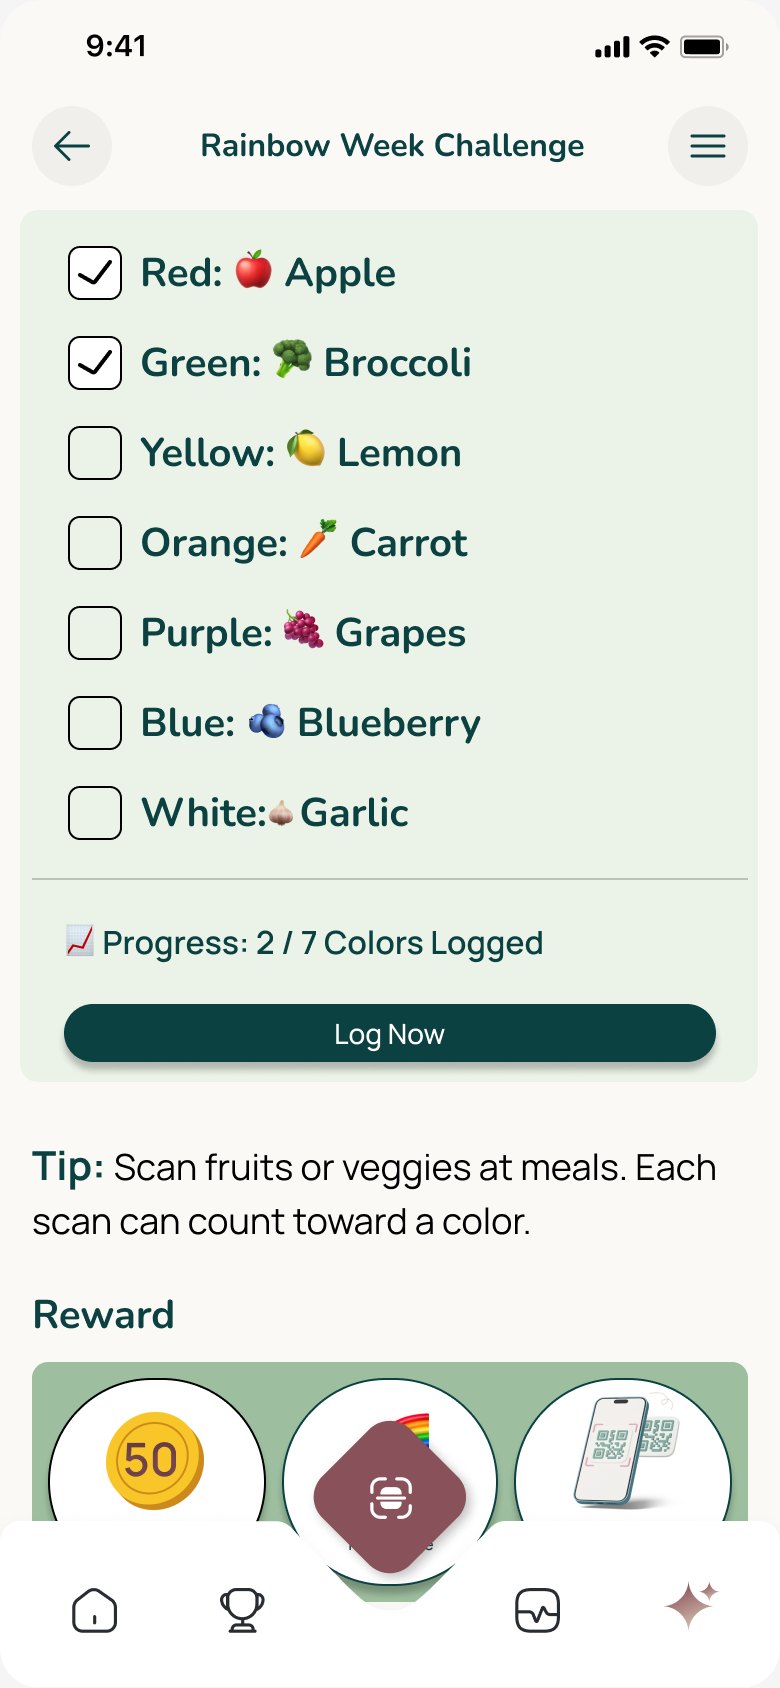 9:41
Rainbow Week Challenge
Red: 🍎 Apple
Green: 🥦 Broccoli
Yellow: 🍋 Lemon
Orange: 🥕 Carrot
Purple: 🍇 Grapes
Blue: 🫐 Blueberry
White:🧄 Garlic
📈 Progress: 2 / 7 Colors Logged
Log Now
Tip: Scan fruits or veggies at meals. Each
scan can count toward a color.
Reward
50